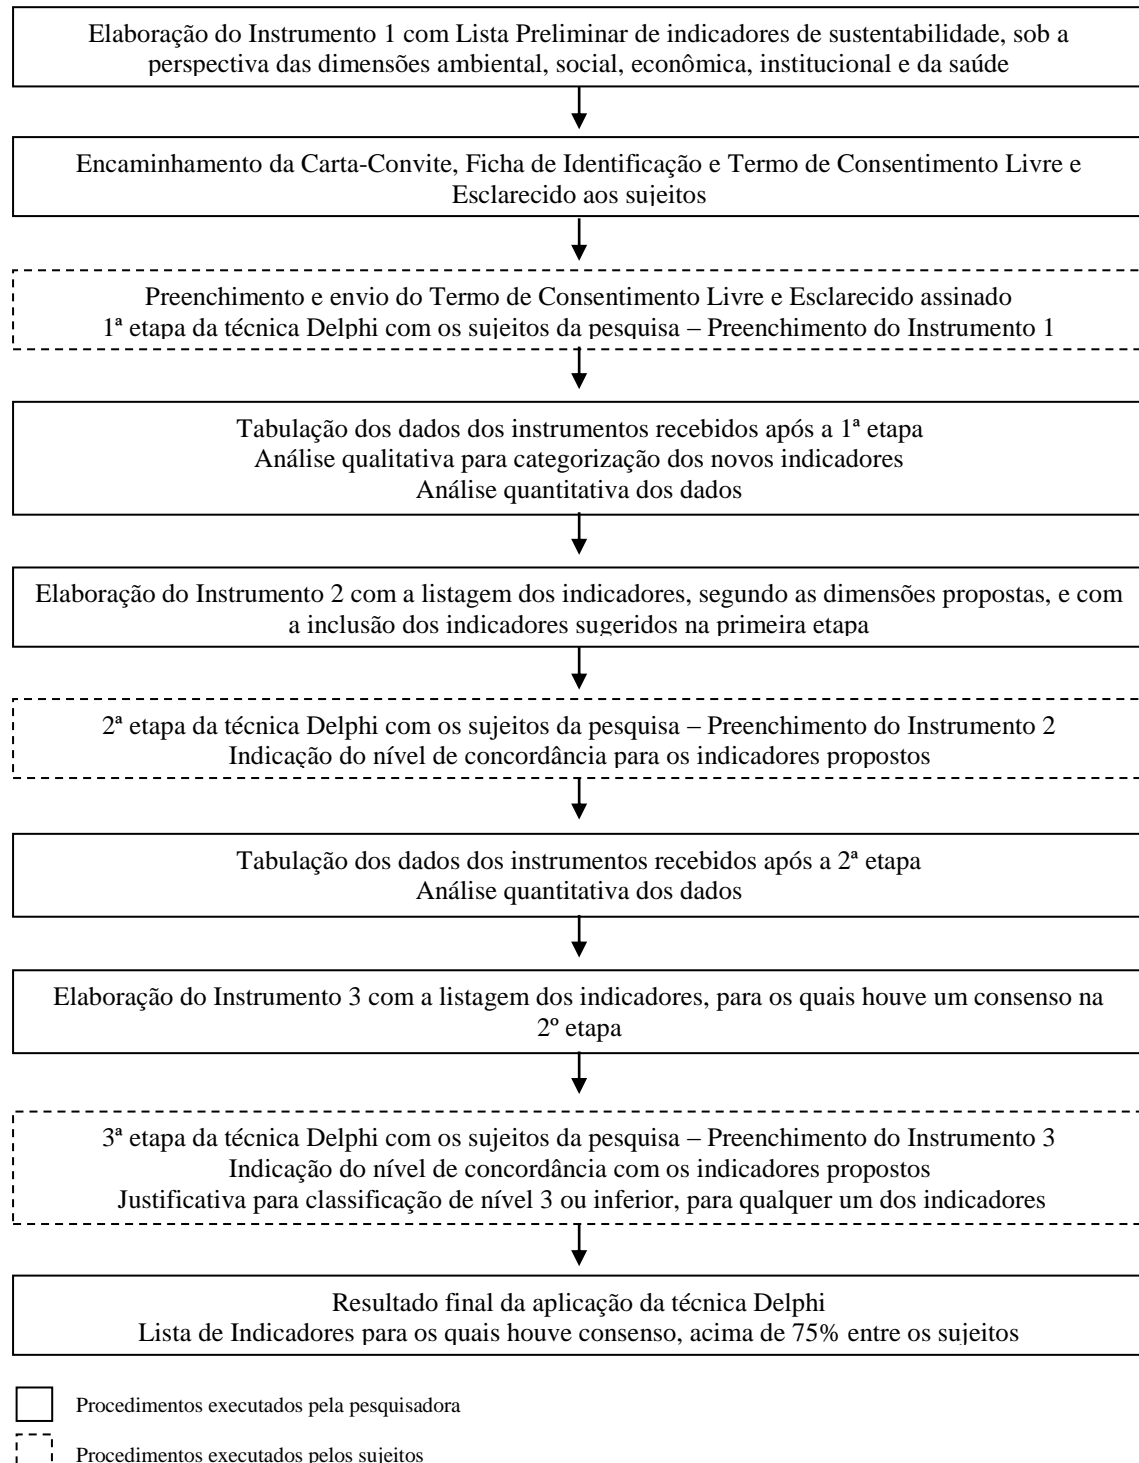 Elaboração do Instrumento 1 com Lista Preliminar de indicadores de sustentabilidade, sob a
perspectiva das dimensões ambiental, social, econômica, institucional e da saúde
Encaminhamento da Carta-Convite, Ficha de Identificação e Termo de Consentimento Livre e
Esclarecido aos sujeitos
Preenchimento e envio do Termo de Consentimento Livre e Esclarecido assinado
1ª etapa da técnica Delphi com os sujeitos da pesquisa – Preenchimento do Instrumento 1
Tabulação dos dados dos instrumentos recebidos após a 1ª etapa
Análise qualitativa para categorização dos novos indicadores
Análise quantitativa dos dados
Elaboração do Instrumento 2 com a listagem dos indicadores, segundo as dimensões propostas, e com
a inclusão dos indicadores sugeridos na primeira etapa
2ª etapa da técnica Delphi com os sujeitos da pesquisa – Preenchimento do Instrumento 2
Indicação do nível de concordância para os indicadores propostos
Tabulação dos dados dos instrumentos recebidos após a 2ª etapa
Análise quantitativa dos dados
Elaboração do Instrumento 3 com a listagem dos indicadores, para os quais houve um consenso na
2º etapa
3ª etapa da técnica Delphi com os sujeitos da pesquisa – Preenchimento do Instrumento 3
Indicação do nível de concordância com os indicadores propostos
Justificativa para classificação de nível 3 ou inferior, para qualquer um dos indicadores
Resultado final da aplicação da técnica Delphi
Lista de Indicadores para os quais houve consenso, acima de 75% entre os sujeitos
Procedimentos executados pela pesquisadora
Procedimentos executados pelos sujeitos